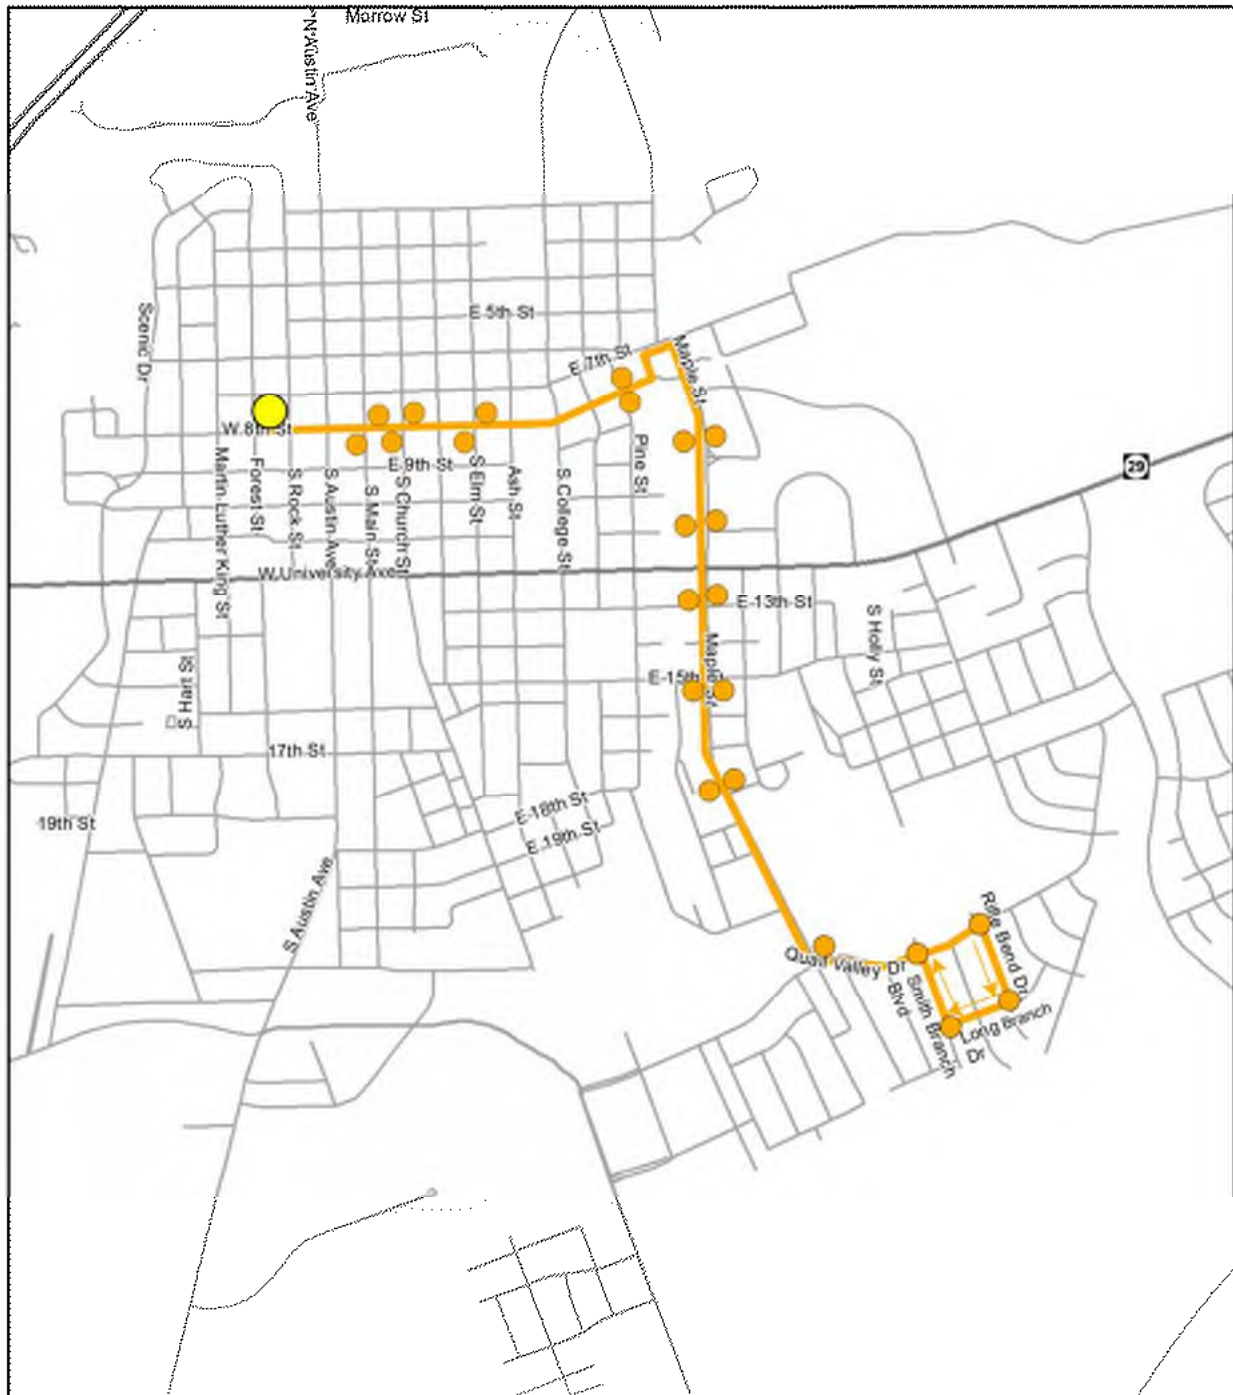 Morrow St
N Austin Ave
Scenic Dr
E 5th St
E 7th St
Maple St
W 8th St
E 9th St
Martin Luther King St
Forest St
S Rock St
S Austin Ave
S Main St
S Church St
S Elm St
Ash St
S College St
Pine St
29
W University Ave
E 13th St
S Holly St
Maple St
E 15th St
S Hart St
17th St
19th St
E 18th St
E 19th St
S Austin Ave
Quail Valley Dr
Rifle Bend Dr
Smith Branch
Blvd
Long Branch
Dr